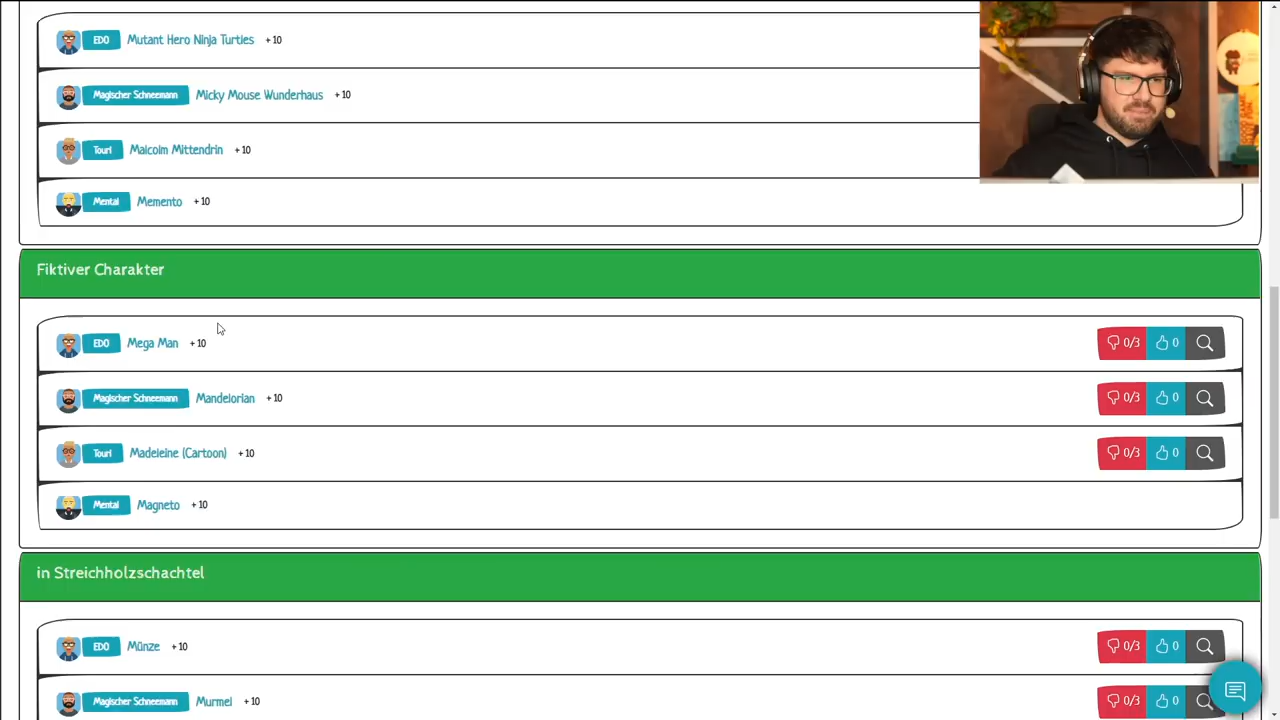 EDO Mutant Hero Ninja Turtles +10
Magischer Schneemann Micky Mouse Wunderhaus +10
Touri Malcolm Mittendrin +10
Mental Memento +10
Fiktiver Charakter
EDO Mega Man +10 0/3 0
Magischer Schneemann Mandelorian +10 0/3 0
Touri Madeleine (Cartoon) +10 0/3 0
Mental Magneto +10
in Streichholzschachtel
EDO Münze +10 0/3 0
Magischer Schneemann Murmel +10 0/3 0